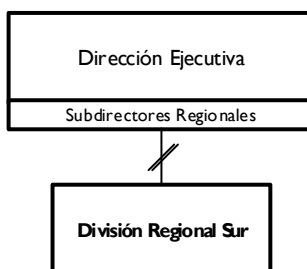 Dirección Ejecutiva
Subdirectores Regionales
División Regional Sur